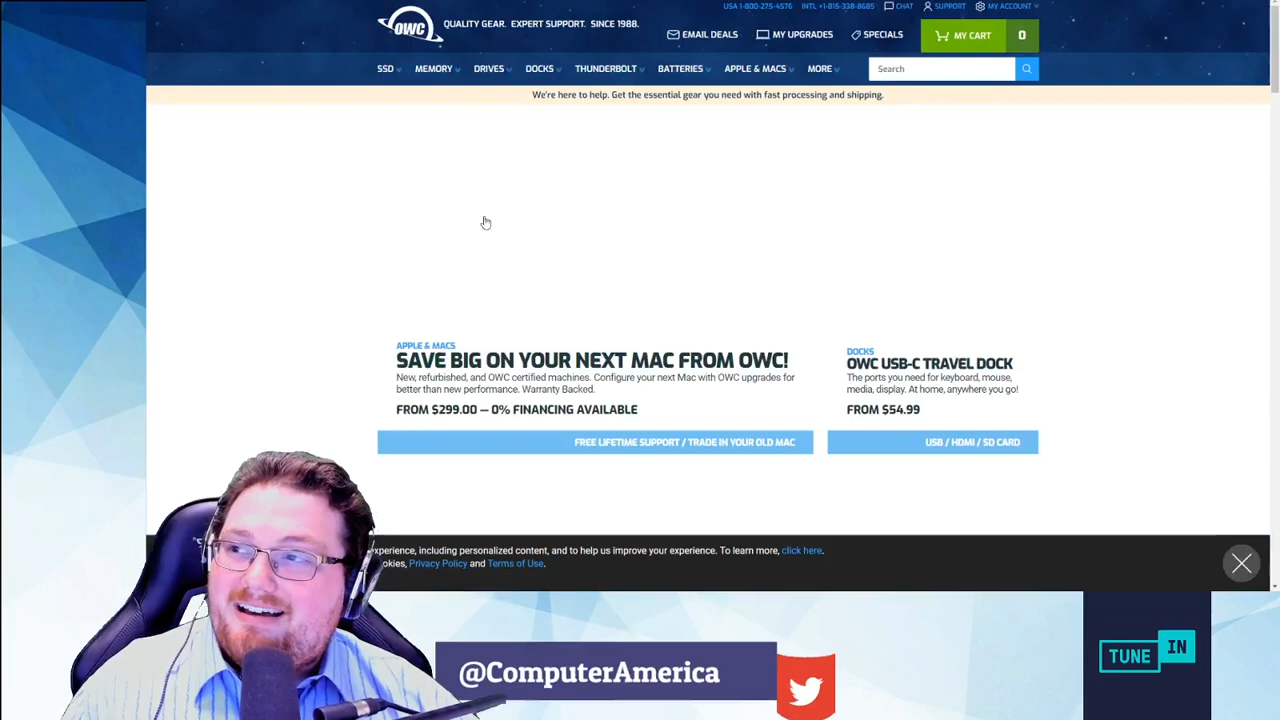 USA 1-800-275-4576 INTL +1-815-338-8685 CHAT SUPPORT MY ACCOUNT
OWC QUALITY GEAR. EXPERT SUPPORT. SINCE 1988.
EMAIL DEALS MY UPGRADES SPECIALS MY CART 0
SSD MEMORY DRIVES DOCKS THUNDERBOLT BATTERIES APPLE & MACS MORE Search
We're here to help. Get the essential gear you need with fast processing and shipping.
APPLE & MACS
SAVE BIG ON YOUR NEXT MAC FROM OWC!
New, refurbished, and OWC certified machines. Configure your next Mac with OWC upgrades for
better than new performance. Warranty Backed.
FROM $299.00 — 0% FINANCING AVAILABLE
FREE LIFETIME SUPPORT / TRADE IN YOUR OLD MAC
DOCKS
OWC USB-C TRAVEL DOCK
The ports you need for keyboard, mouse,
media, display. At home, anywhere you go!
FROM $54.99
USB / HDMI / SD CARD
experience, including personalized content, and to help us improve your experience. To learn more, click here.
Privacy Policy and Terms of Use.
@ComputerAmerica
TUNE IN